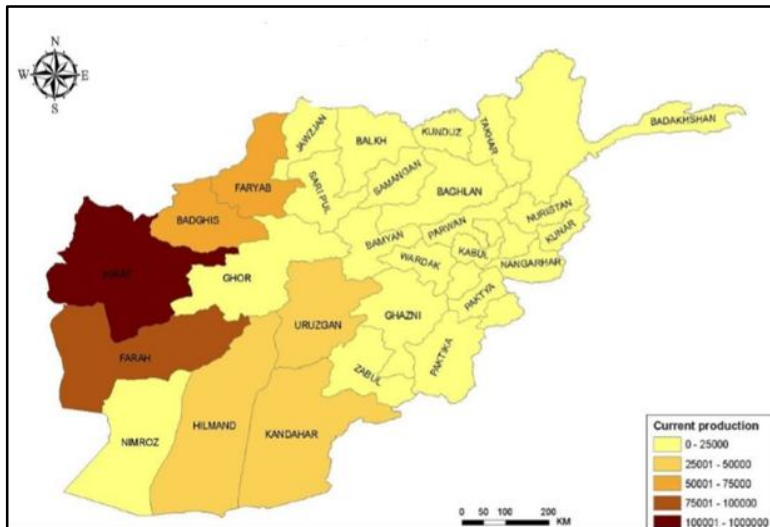 N
W E
S
JAWZJAN
BALKH
KUNDUZ
TAKHAR
BADAKHSHAN
FARYAB
SARI PUL
SAMANGAN
BAGHLAN
BADGHIS
NURISTAN
KUNAR
PARWAN
BAMYAN
KABUL
WARDAK
NANGARHAR
HIRAT
GHOR
PAKTYA
GHAZNI
URUZGAN
FARAH
ZABUL
PAKTIKA
NIMROZ
HILMAND
KANDAHAR
Current production
0 - 25000
25001 - 50000
50001 - 75000
75001 - 100000
100001 - 1000000
0 50 100 200
KM